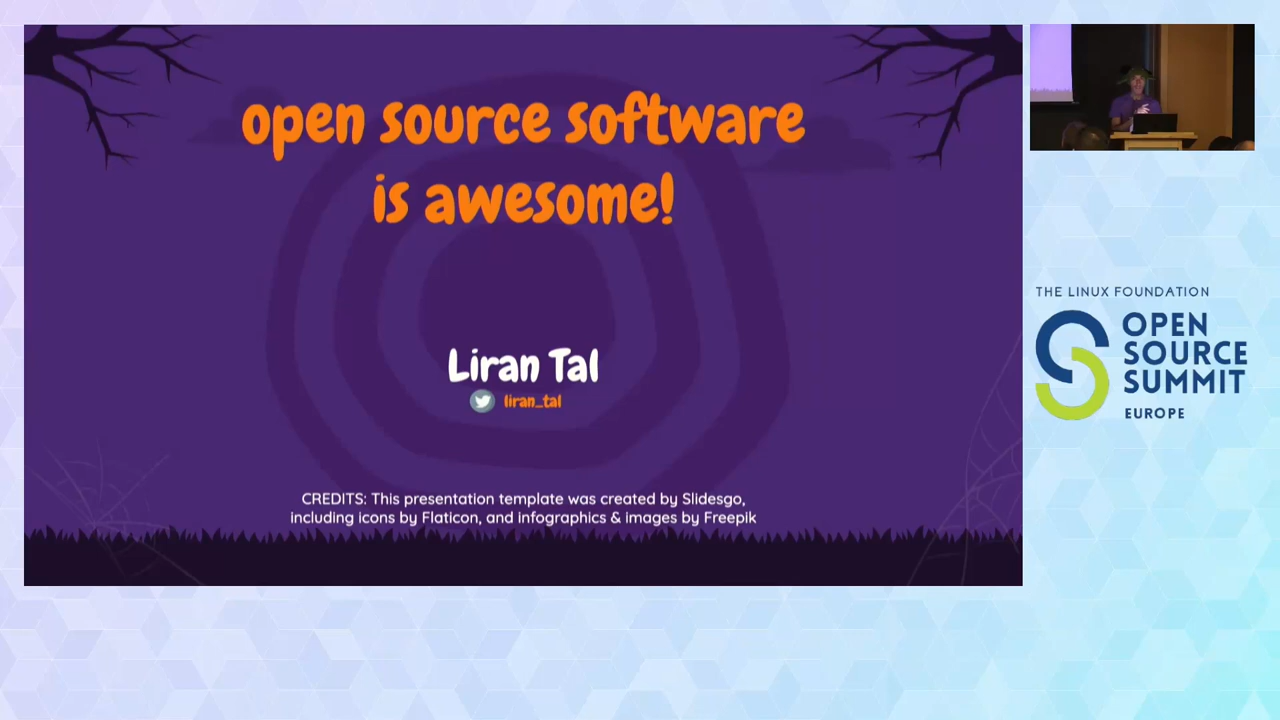 open source software
is awesome!
Liran Tal
liran_tal
CREDITS: This presentation template was created by Slidesgo,
including icons by Flaticon, and infographics & images by Freepik
THE LINUX FOUNDATION
OPEN
SOURCE
SUMMIT
EUROPE